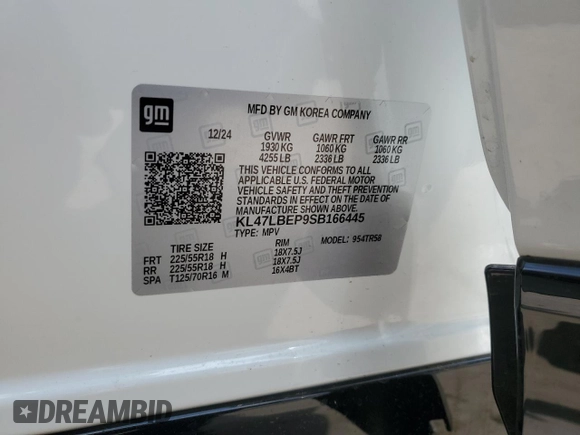 gm
MFD BY GM KOREA COMPANY
12/24 GVWR GAWR FRT GAWR RR
1930 KG 1060 KG 1060 KG
4255 LB 2336 LB 2336 LB
THIS VEHICLE CONFORMS TO ALL
APPLICABLE U.S. FEDERAL MOTOR
VEHICLE SAFETY AND THEFT PREVENTION
STANDARDS IN EFFECT ON THE DATE OF
MANUFACTURE SHOWN ABOVE.
KL47LBEP9SB166445
TYPE: MPV MODEL: 954TR58
TIRE SIZE RIM
FRT 225/55R18 H 18X7.5J
RR 225/55R18 H 18X7.5J
SPA T125/70R16 M 16X4BT
DREAMBID